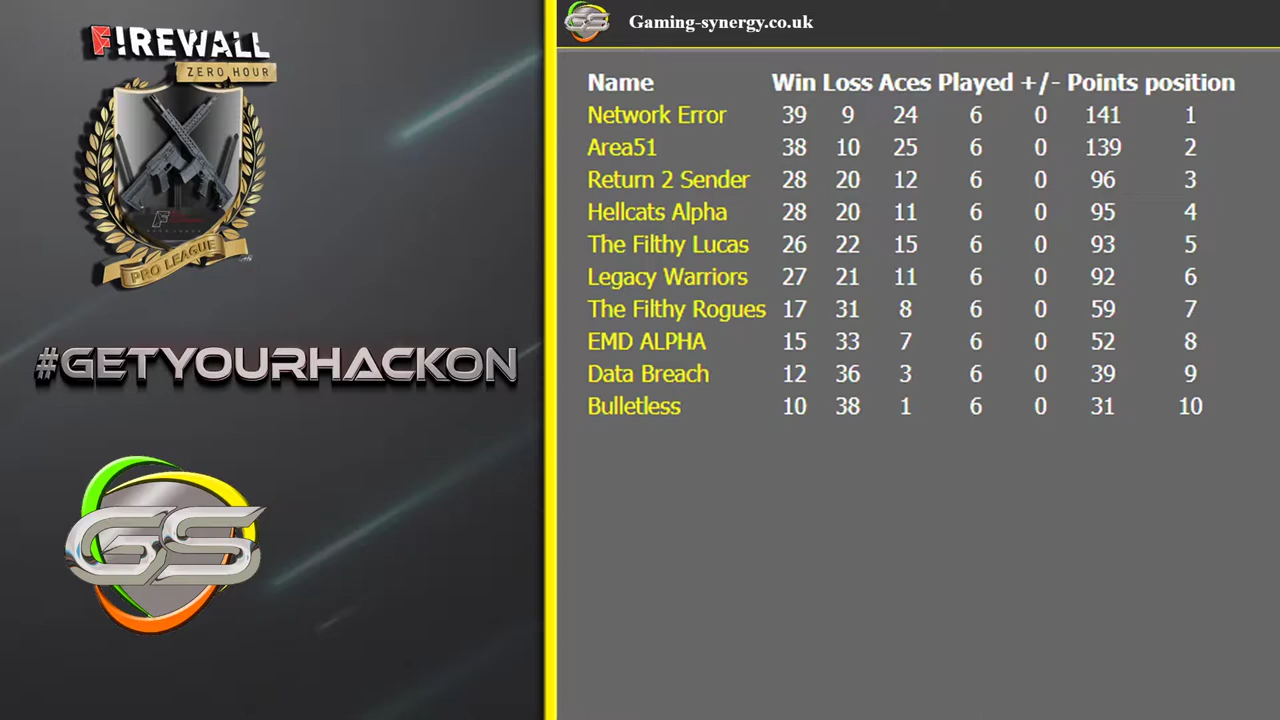 FIREWALL
ZERO HOUR
PRO LEAGUE
#GETYOURHACKON
GS
GS Gaming-synergy.co.uk
Name Win Loss Aces Played +/- Points position
Network Error 39 9 24 6 0 141 1
Area51 38 10 25 6 0 139 2
Return 2 Sender 28 20 12 6 0 96 3
Hellcats Alpha 28 20 11 6 0 95 4
The Filthy Lucas 26 22 15 6 0 93 5
Legacy Warriors 27 21 11 6 0 92 6
The Filthy Rogues 17 31 8 6 0 59 7
EMD ALPHA 15 33 7 6 0 52 8
Data Breach 12 36 3 6 0 39 9
Bulletless 10 38 1 6 0 31 10